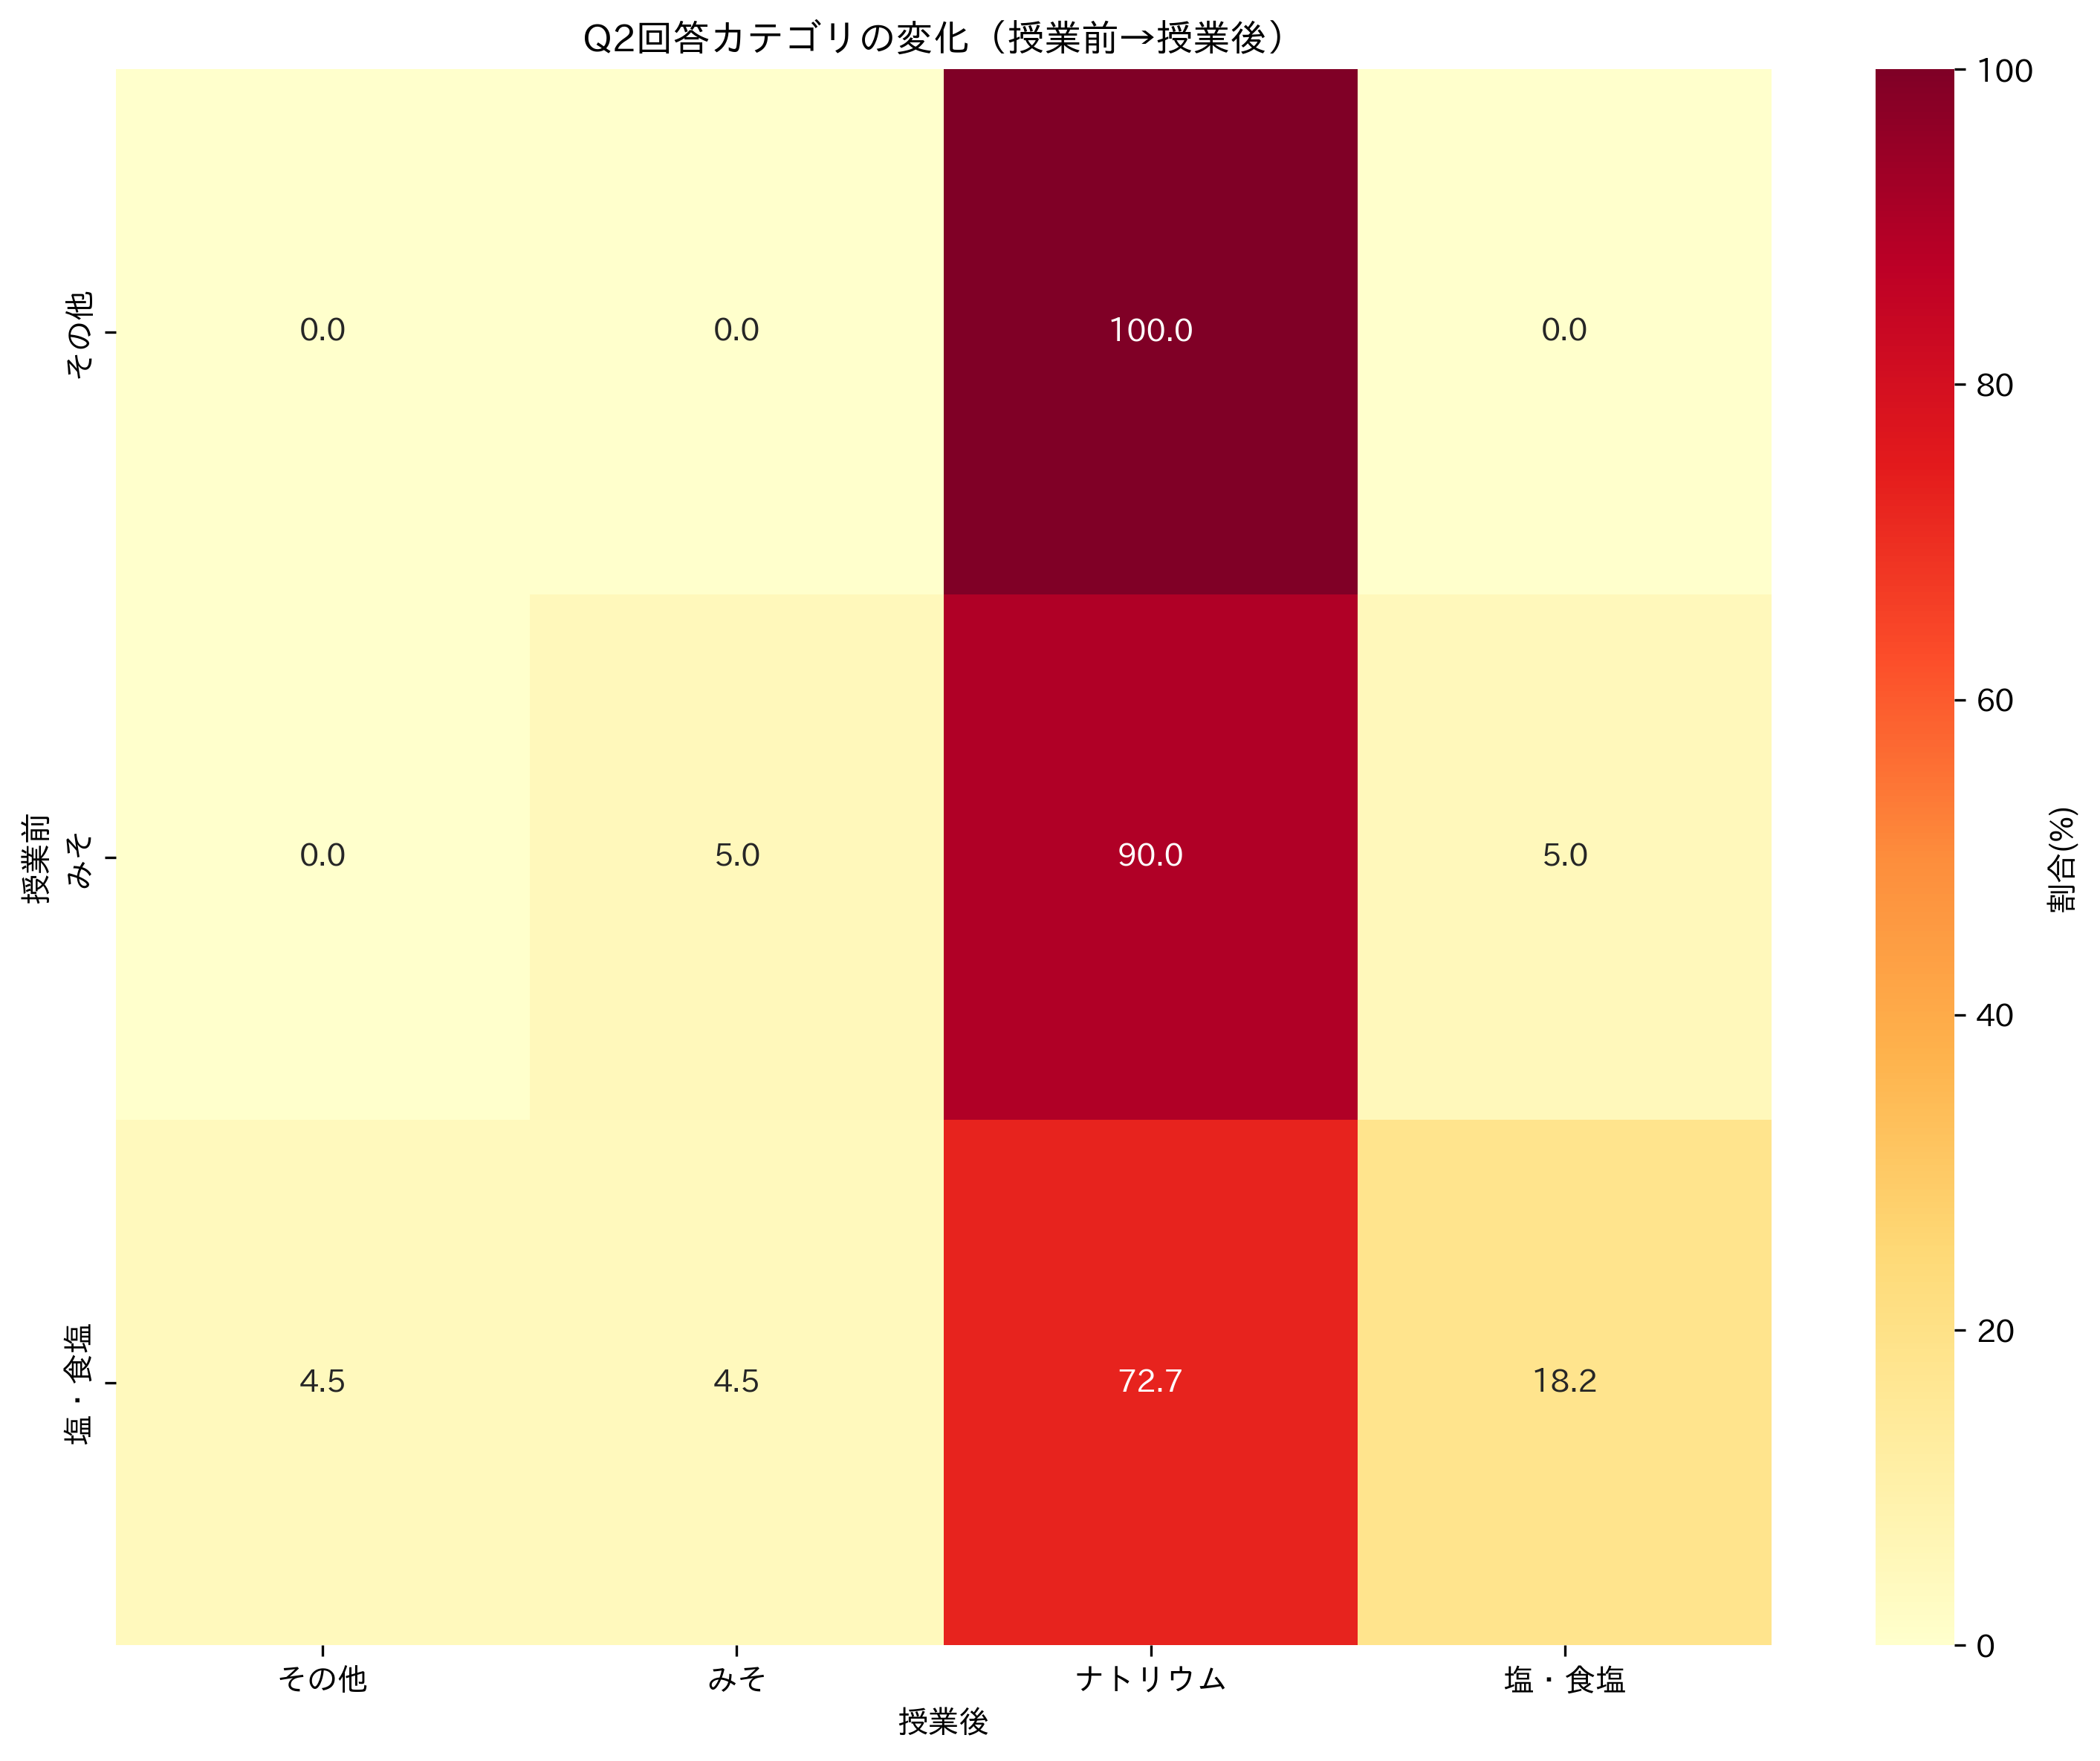 Q2回答カテゴリの変化（授業前→授業後）
授業前
その他
0.0 0.0 100.0 0.0
みそ
0.0 5.0 90.0 5.0
塩・食塩
4.5 4.5 72.7 18.2
その他 みそ ナトリウム 塩・食塩
授業後
100
80
60
40
20
0
割合(%)